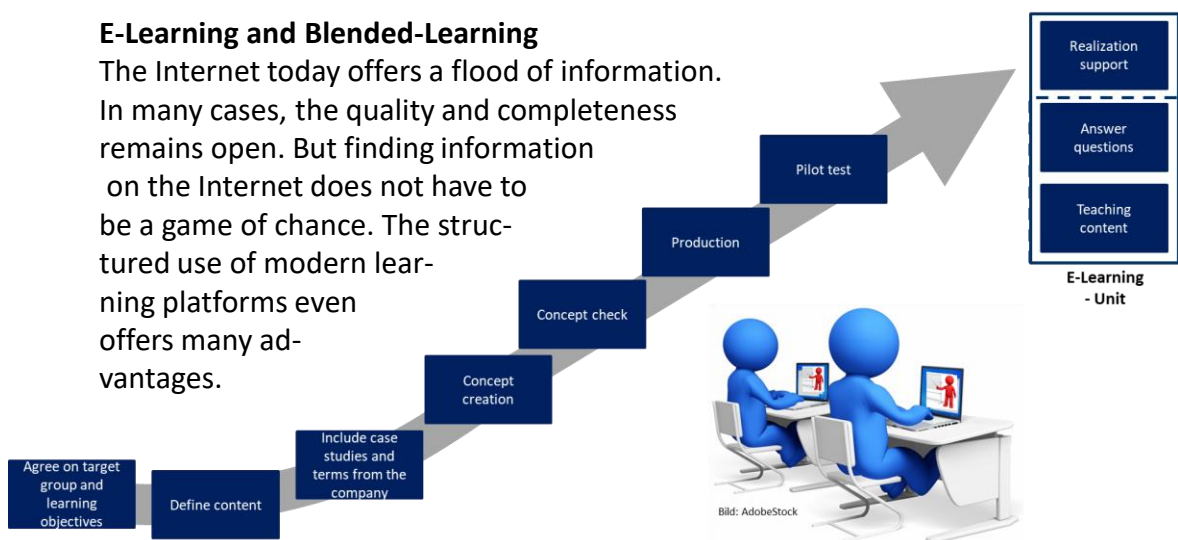 E-Learning and Blended-Learning
The Internet today offers a flood of information.
In many cases, the quality and completeness
remains open. But finding information
on the Internet does not have to
be a game of chance. The struc-
tured use of modern lear-
ning platforms even
offers many ad-
vantages.
Agree on target
group and
learning
objectives
Define content
Include case
studies and
terms from the
company
Concept
creation
Concept check
Production
Pilot test
Realization
support
Answer
questions
Teaching
content
E-Learning
- Unit
Bild: AdobeStock